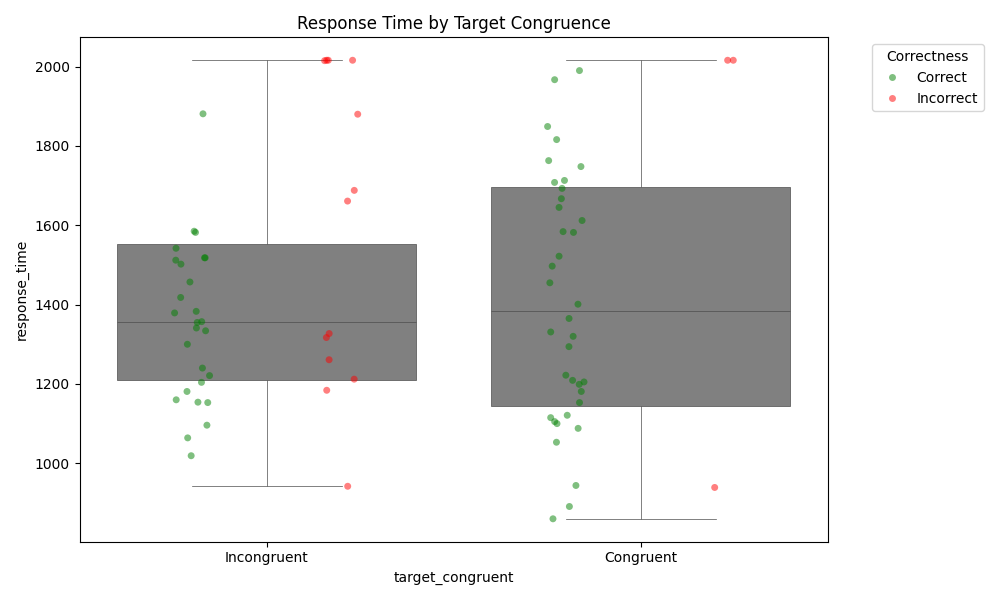 Response Time by Target Congruence
Correctness
Correct
Incorrect
response_time
2000
1800
1600
1400
1200
1000
Incongruent
Congruent
target_congruent